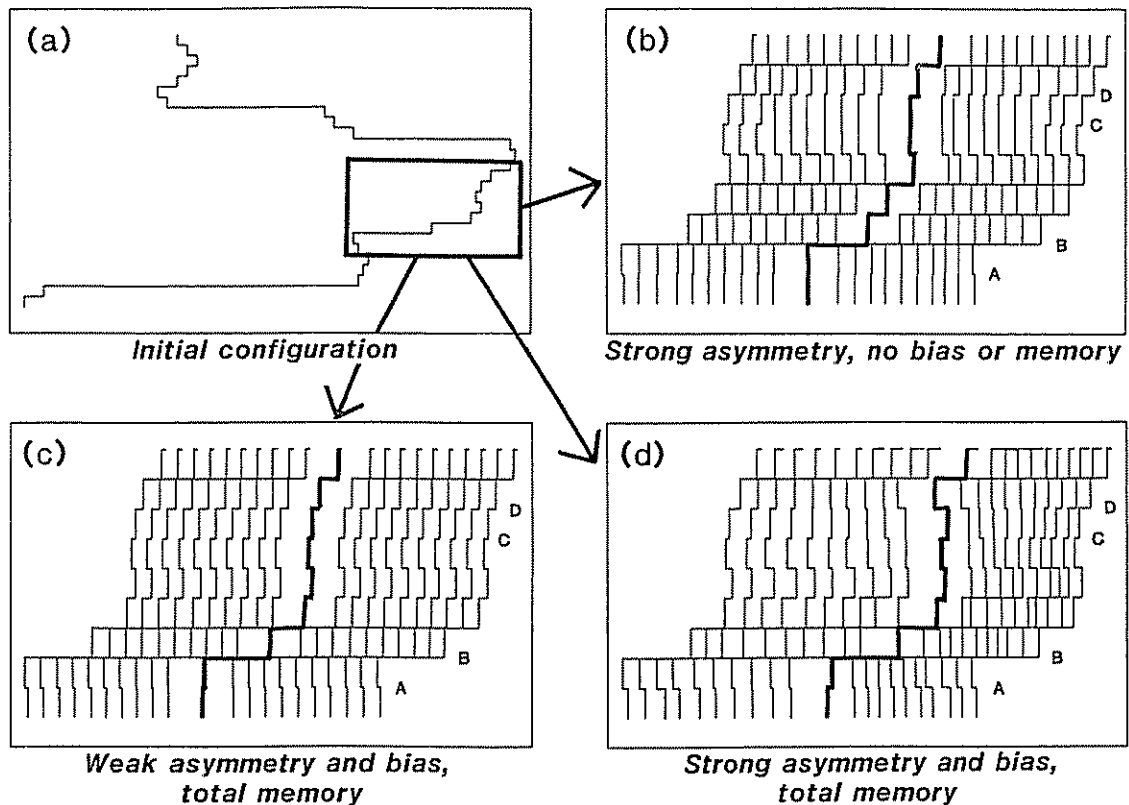 (a)
Initial configuration
(b)
D
C
B
A
Strong asymmetry, no bias or memory
(c)
D
C
B
A
Weak asymmetry and bias,
total memory
(d)
D
C
B
A
Strong asymmetry and bias,
total memory